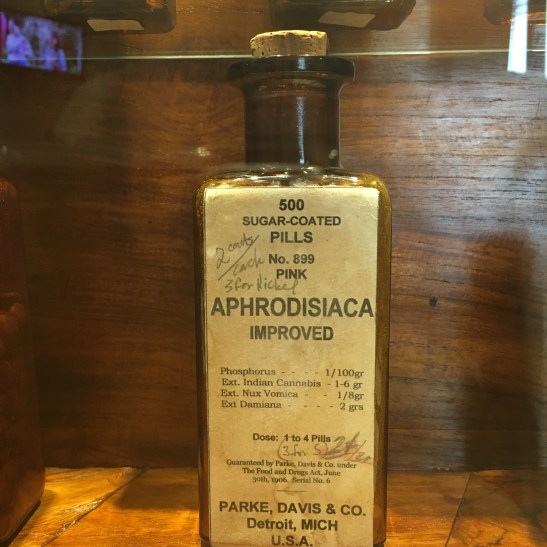 500
SUGAR-COATED
PILLS
2 cents
each
No. 899
PINK
3 for Nickel
APHRODISIACA
IMPROVED
Phosphorus - - - - 1/100gr
Ext. Indian Cannabis - 1-6 gr
Ext. Nux Vomica - - 1/8gr
Ext Damiana - - - 2 grs
Dose: 1 to 4 Pills
(3 for 5)
Guaranteed by Parke, Davis & Co. under
The Food and Drugs Act, June
30th, 1906. Serial No. 6
PARKE, DAVIS & CO.
Detroit, MICH
U.S.A.